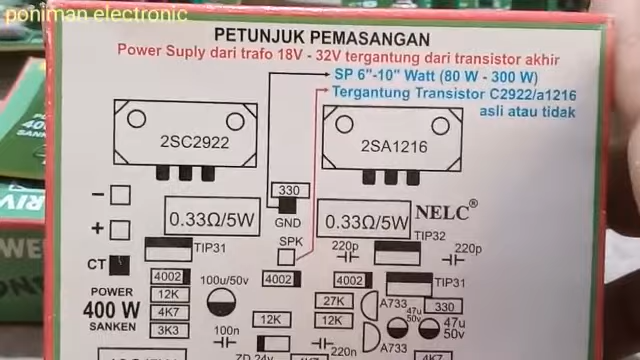 poniman electronic
PETUNJUK PEMASANGAN
Power Suply dari trafo 18V - 32V tergantung dari transistor akhir
SP 6"-10" Watt (80 W - 300 W)
Tergantung Transistor C2922/a1216
asli atau tidak
2SC2922
2SA1216
330
0.33Ω/5W
GND
0.33Ω/5W
NELC®
−
+
TIP31
SPK
220p
TIP32
220p
CT
4002
100u/50v
4002
4002
TIP31
POWER
400 W
SANKEN
12K
4K7
3K3
27K
12K
12K
A733
330
47u
50v
47u
50v
100n
ZD 24v
220n
A733
4K7
4K7